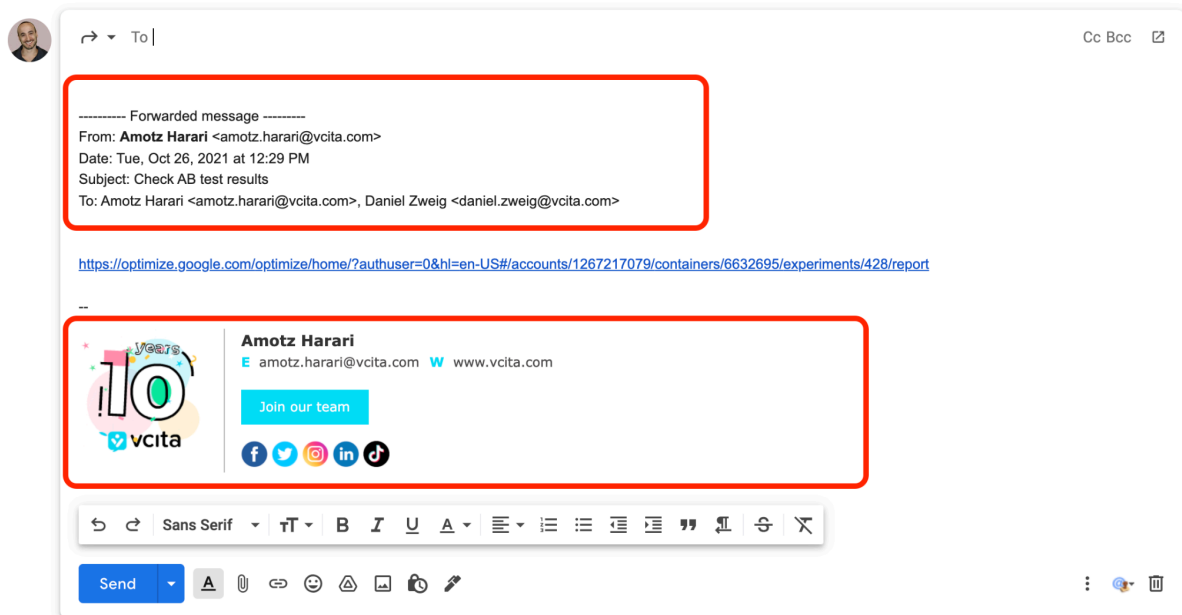 To
Cc Bcc
---------- Forwarded message ---------
From: Amotz Harari <amotz.harari@vcita.com>
Date: Tue, Oct 26, 2021 at 12:29 PM
Subject: Check AB test results
To: Amotz Harari <amotz.harari@vcita.com>, Daniel Zweig <daniel.zweig@vcita.com>
https://optimize.google.com/optimize/home/?authuser=0&hl=en-US#/accounts/1267217079/containers/6632695/experiments/428/report
--
years
10
vcita
Amotz Harari
E amotz.harari@vcita.com W www.vcita.com
Join our team
Sans Serif
Send